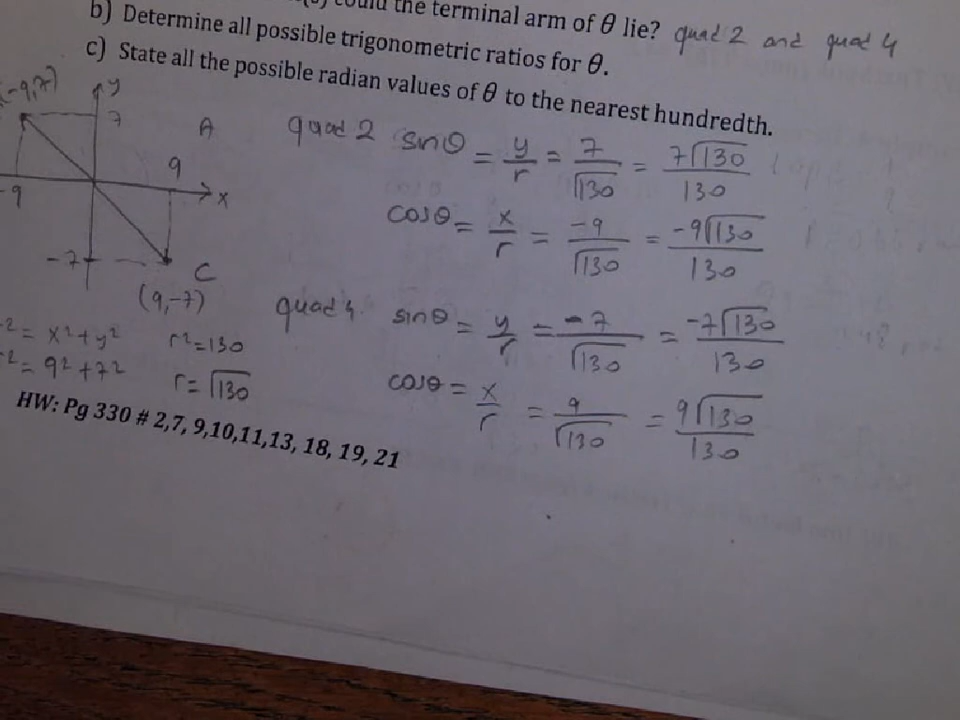 could the terminal arm of θ lie? quad 2 and quad 4
b) Determine all possible trigonometric ratios for θ.
c) State all the possible radian values of θ to the nearest hundredth.
(-9,7)
y
7
A
9
x
-9
-7
C
(9,-7)
quad 2 sinθ = y/r = 7/√130 = 7√130/130
cosθ = x/r = -9/√130 = -9√130/130
quad 4 sinθ = y/r = -7/√130 = -7√130/130
cosθ = x/r = 9/√130 = 9√130/130
² = x² + y² r² = 130
² = 9² + 7² r = √130
HW: Pg 330 # 2,7, 9,10,11,13, 18, 19, 21